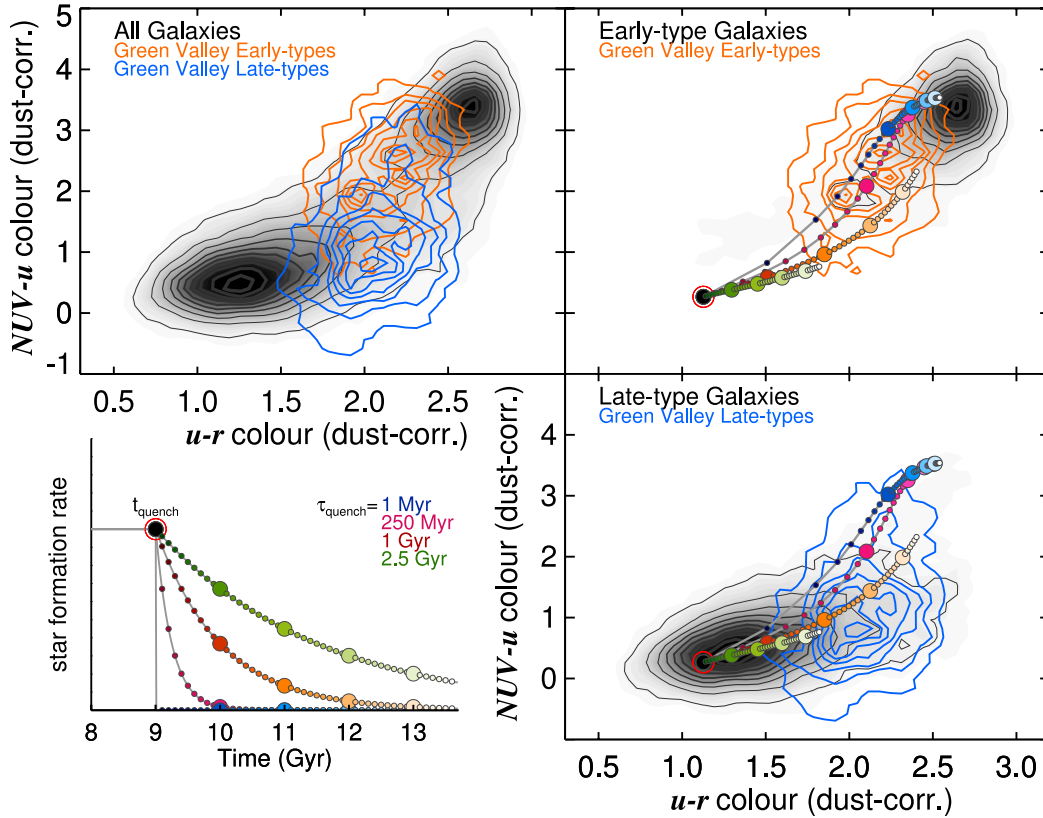 All Galaxies
Green Valley Early-types
Green Valley Late-types
5
4
3
2
1
0
-1
NUV-u colour (dust-corr.)
0.5 1.0 1.5 2.0 2.5
u-r colour (dust-corr.)
Early-type Galaxies
Green Valley Early-types
Late-type Galaxies
Green Valley Late-types
4
3
2
1
0
NUV-u colour (dust-corr.)
0.5 1.0 1.5 2.0 2.5 3.0
u-r colour (dust-corr.)
t_quench
τ_quench= 1 Myr
250 Myr
1 Gyr
2.5 Gyr
star formation rate
8 9 10 11 12 13
Time (Gyr)